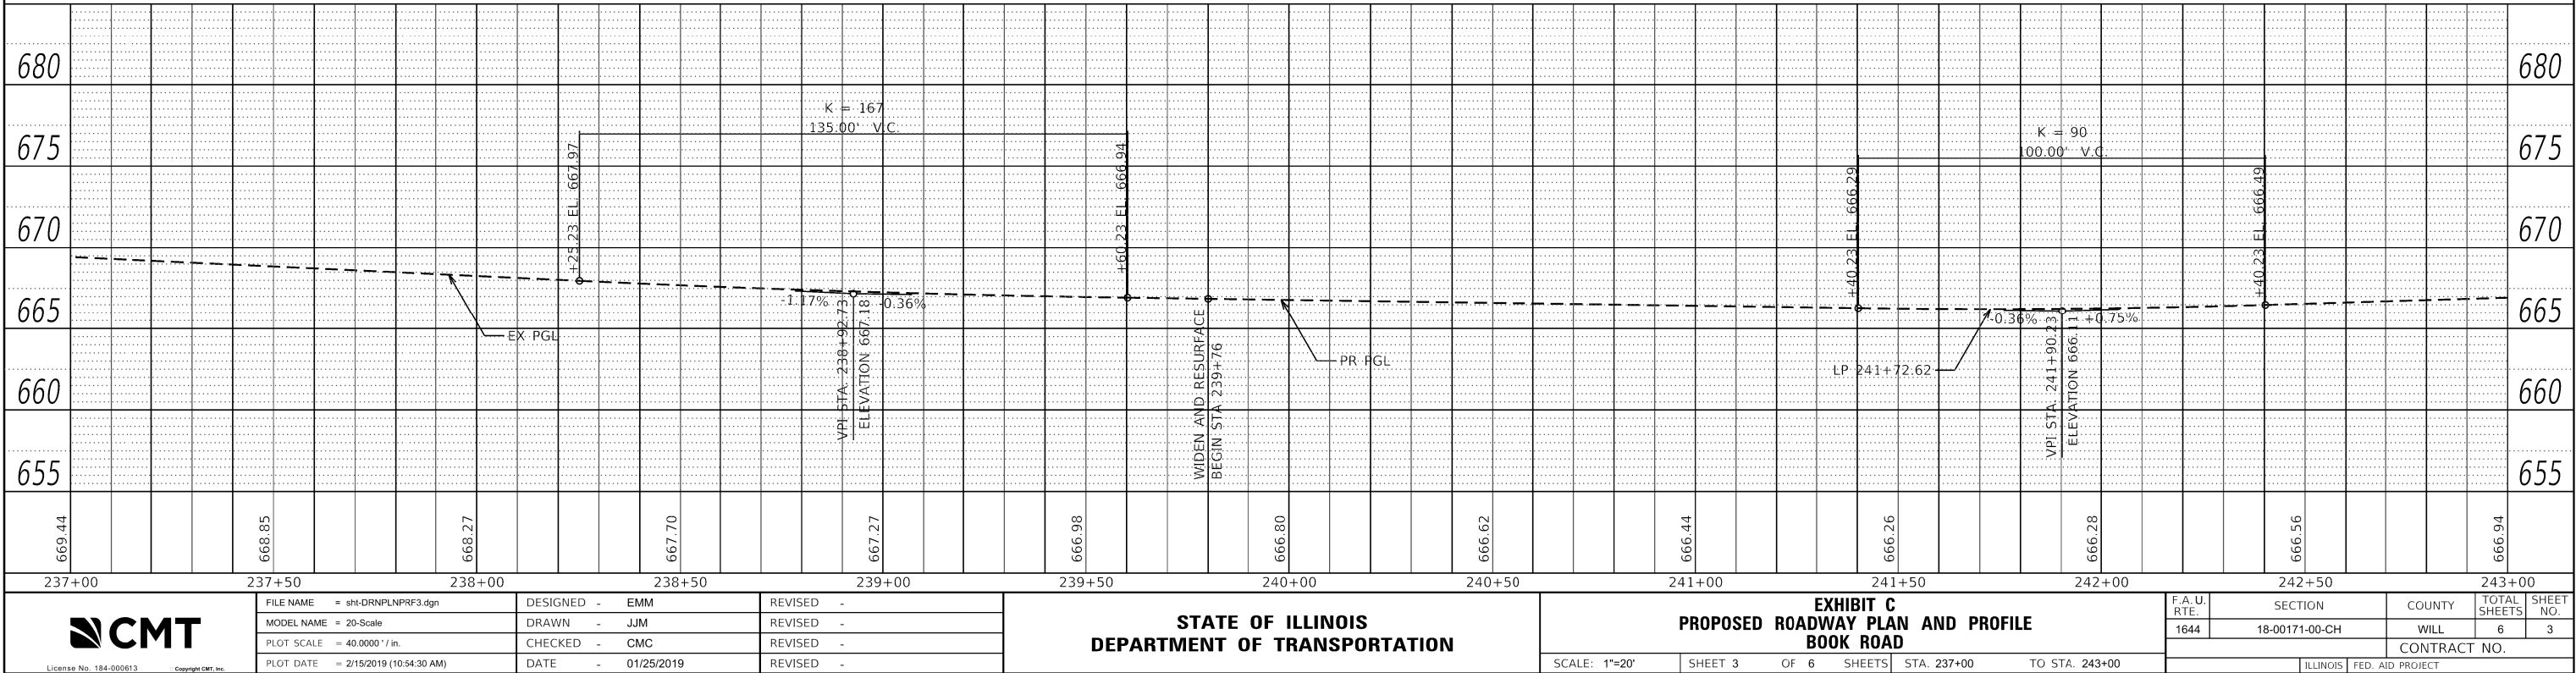 680
675
670
665
660
655
680
675
670
665
660
655
K = 167
135.00' V.C.
+25.23 EL. 667.97
+60.23 EL. 666.94
-1.17%
-0.36%
VPI STA. 238+92.73
ELEVATION 667.18
EX PGL
WIDEN AND RESURFACE
BEGIN STA 239+76
PR PGL
K = 90
100.00' V.C.
+40.23 EL. 666.29
+40.23 EL. 666.49
-0.36%
+0.75%
LP 241+72.62
VPI STA. 241+90.23
ELEVATION 666.11
669.44
668.85
668.27
667.70
667.27
666.98
666.80
666.62
666.44
666.26
666.28
666.56
666.94
237+00
237+50
238+00
238+50
239+00
239+50
240+00
240+50
241+00
241+50
242+00
242+50
243+00
CMT
License No. 184-000613
Copyright CMT, Inc.
FILE NAME = sht-DRNPLNPRF3.dgn
MODEL NAME = 20-Scale
PLOT SCALE = 40.0000 ' / in.
PLOT DATE = 2/15/2019 (10:54:30 AM)
DESIGNED - EMM
DRAWN - JJM
CHECKED - CMC
DATE - 01/25/2019
REVISED -
REVISED -
REVISED -
REVISED -
STATE OF ILLINOIS
DEPARTMENT OF TRANSPORTATION
EXHIBIT C
PROPOSED ROADWAY PLAN AND PROFILE
BOOK ROAD
SCALE: 1"=20'
SHEET 3 OF 6 SHEETS
STA. 237+00 TO STA. 243+00
F.A.U. RTE.
SECTION
COUNTY
TOTAL SHEETS
SHEET NO.
1644
18-00171-00-CH
WILL
6
3
CONTRACT NO.
ILLINOIS
FED. AID PROJECT